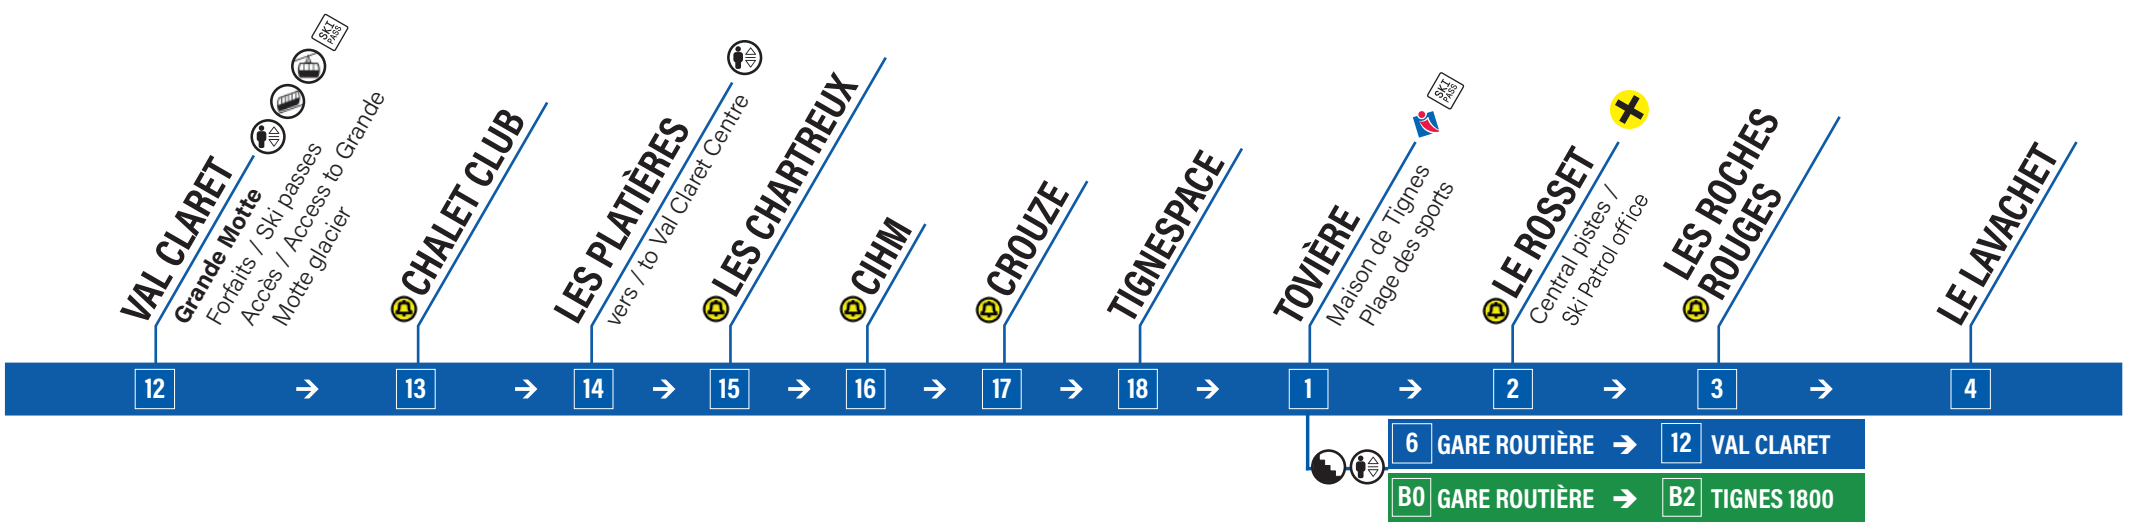 VAL CLARET
Grande Motte
Forfaits / Ski passes
Accès / Access to Grande
Motte glacier
SKI
PASS
CHALET CLUB
LES PLATIÈRES
vers / to Val Claret Centre
LES CHARTREUX
CIHM
CROUZE
TIGNESPACE
TOVIÈRE
Maison de Tignes
Plage des sports
SKI
PASS
LE ROSSET
Central pistes /
Ski Patrol office
LES ROCHES
ROUGES
LE LAVACHET
12 → 13 → 14 → 15 → 16 → 17 → 18 → 1 → 2 → 3 → 4
6 GARE ROUTIÈRE → 12 VAL CLARET
B0 GARE ROUTIÈRE → B2 TIGNES 1800